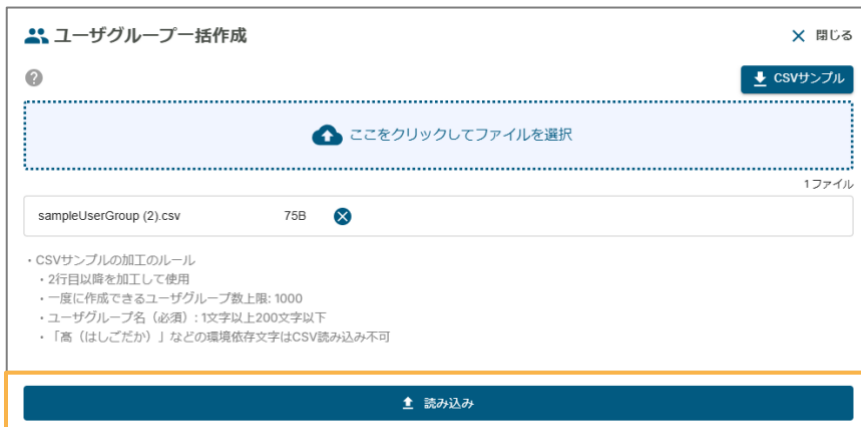 ユーザグループ一括作成
閉じる
CSVサンプル
ここをクリックしてファイルを選択
1ファイル
sampleUserGroup (2).csv 75B
・CSVサンプルの加工のルール
・2行目以降を加工して使用
・一度に作成できるユーザグループ数上限: 1000
・ユーザグループ名（必須）: 1文字以上200文字以下
・「髙（はしごだか）」などの環境依存文字はCSV読み込み不可
読み込み